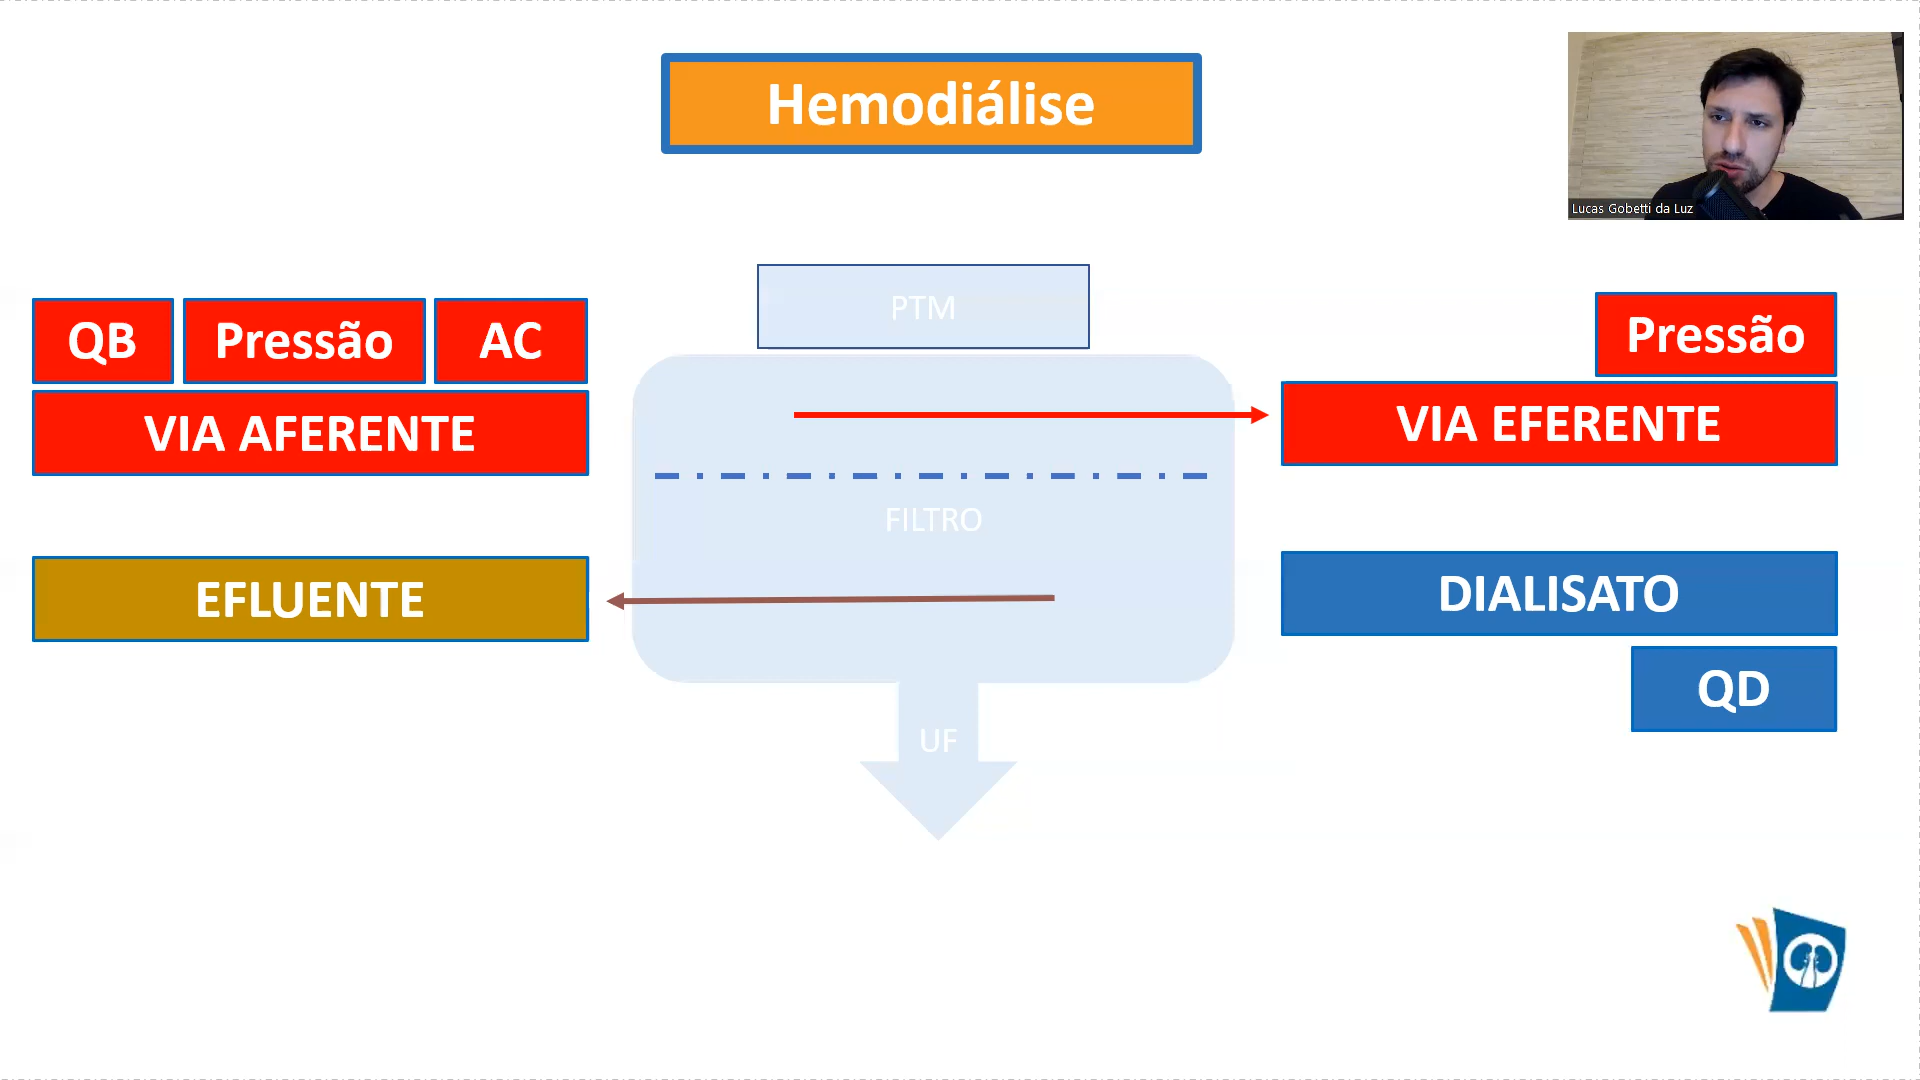 Hemodiálise
Lucas Gobetti da Luz
PTM
QB
Pressão
AC
Pressão
VIA AFERENTE
VIA EFERENTE
FILTRO
EFLUENTE
DIALISATO
QD
UF